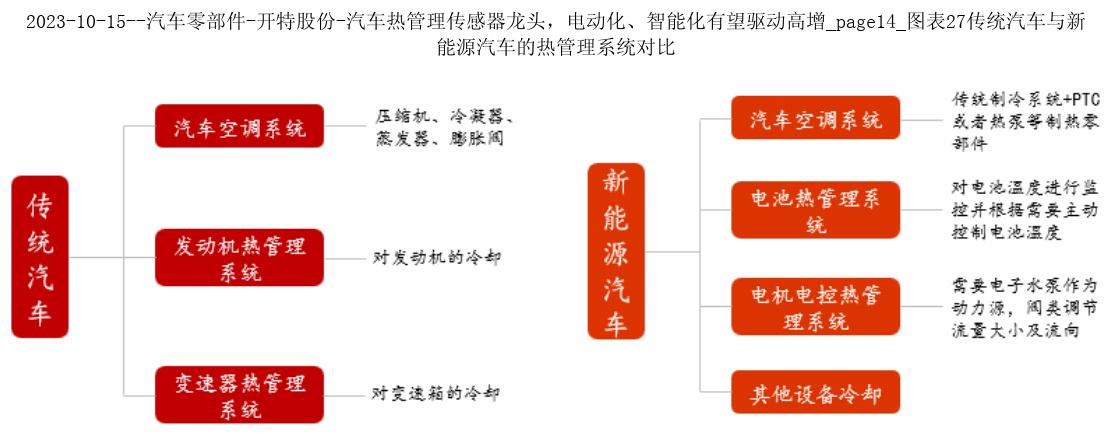 2023-10-15--汽车零部件-开特股份-汽车热管理传感器龙头，电动化、智能化有望驱动高增_page14_图表27传统汽车与新
能源汽车的热管理系统对比
传统汽车
汽车空调系统
压缩机、冷凝器、
蒸发器、膨胀阀
发动机热管理
系统
对发动机的冷却
变速器热管理
系统
对变速箱的冷却
新能源汽车
汽车空调系统
传统制冷系统+PTC
或者热泵等制热零
部件
电池热管理系
统
对电池温度进行监
控并根据需要主动
控制电池温度
电机电控热管
理系统
需要电子水泵作为
动力源，阀类调节
流量大小及流向
其他设备冷却